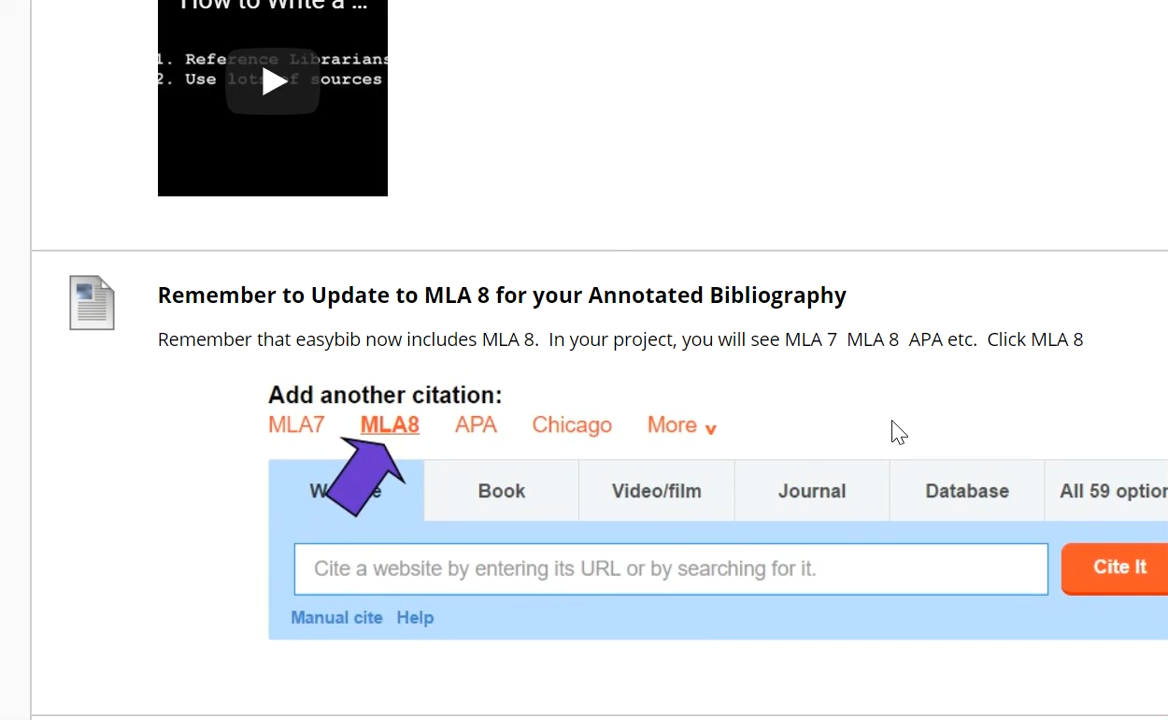 How to Write a ...
1. Reference Librarians
2. Use lots of sources
Remember to Update to MLA 8 for your Annotated Bibliography
Remember that easybib now includes MLA 8. In your project, you will see MLA 7 MLA 8 APA etc. Click MLA 8
Add another citation:
MLA7 MLA8 APA Chicago More v
Book Video/film Journal Database All 59
Cite a website by entering its URL or by searching for it. Cite It
Manual cite Help